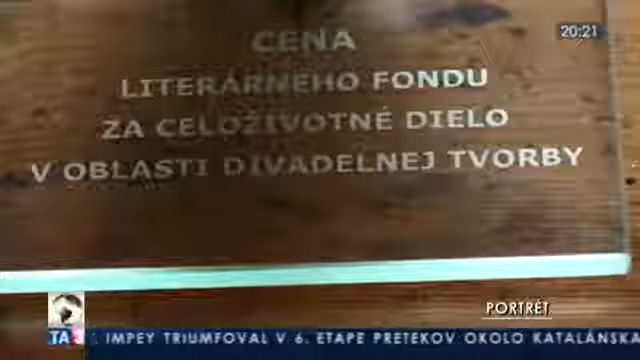 20:21
CENA
LITERÁRNEHO FONDU
ZA CELOŽIVOTNÉ DIELO
V OBLASTI DIVADELNEJ TVORBY
PORTRÉT
TA3
IMPEY TRIUMFOVAL V 6. ETAPE PRETEKOV OKOLO KATALÁNSKA